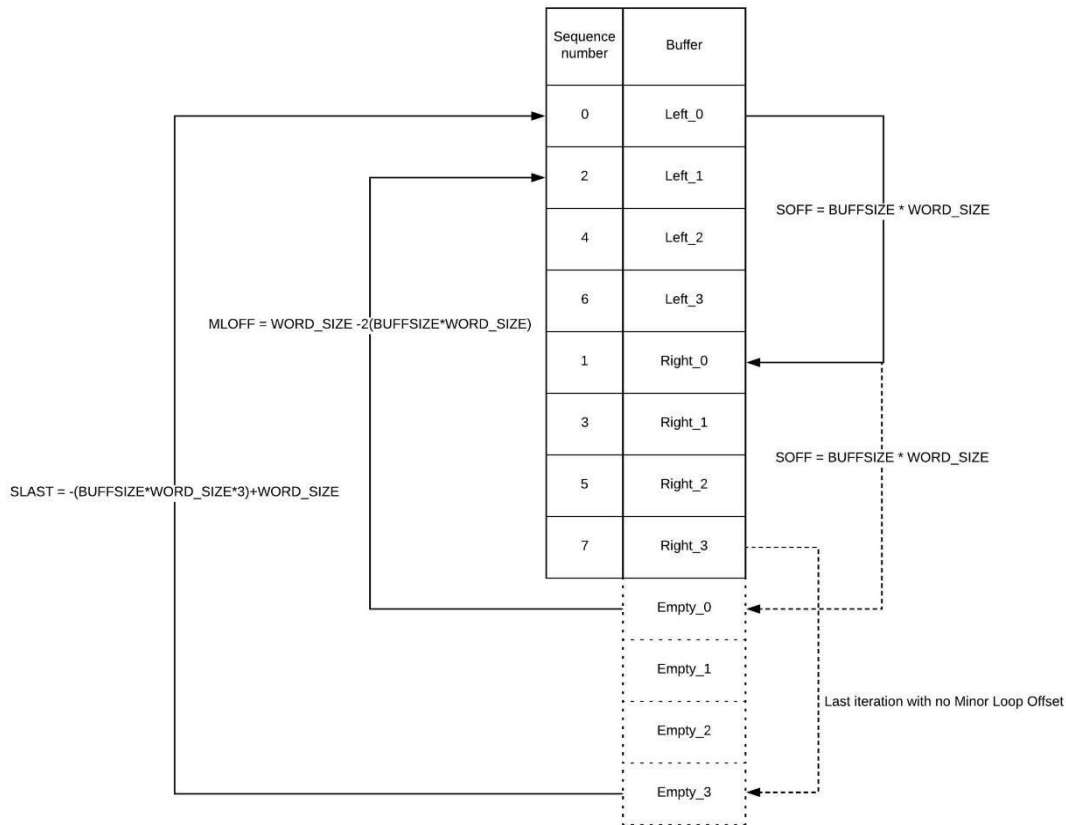 Sequence
number
Buffer
0
Left_0
2
Left_1
SOFF = BUFFSIZE * WORD_SIZE
4
Left_2
6
Left_3
MLOFF = WORD_SIZE -2(BUFFSIZE*WORD_SIZE)
1
Right_0
3
Right_1
SOFF = BUFFSIZE * WORD_SIZE
5
Right_2
SLAST = -(BUFFSIZE*WORD_SIZE*3)+WORD_SIZE
7
Right_3
Empty_0
Empty_1
Last iteration with no Minor Loop Offset
Empty_2
Empty_3